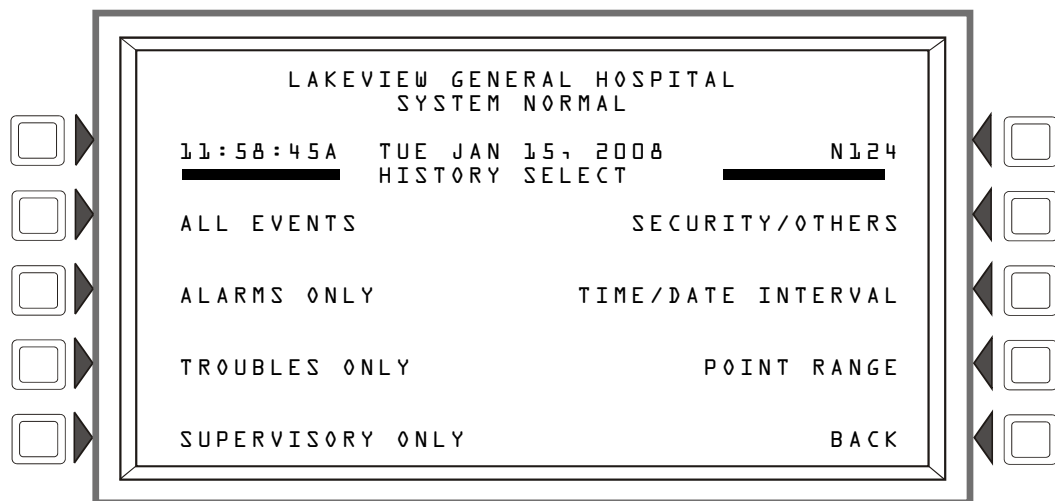 LAKEVIEW GENERAL HOSPITAL
SYSTEM NORMAL
11:58:45A TUE JAN 15, 2008 N124
HISTORY SELECT
ALL EVENTS SECURITY/OTHERS
ALARMS ONLY TIME/DATE INTERVAL
TROUBLES ONLY POINT RANGE
SUPERVISORY ONLY BACK